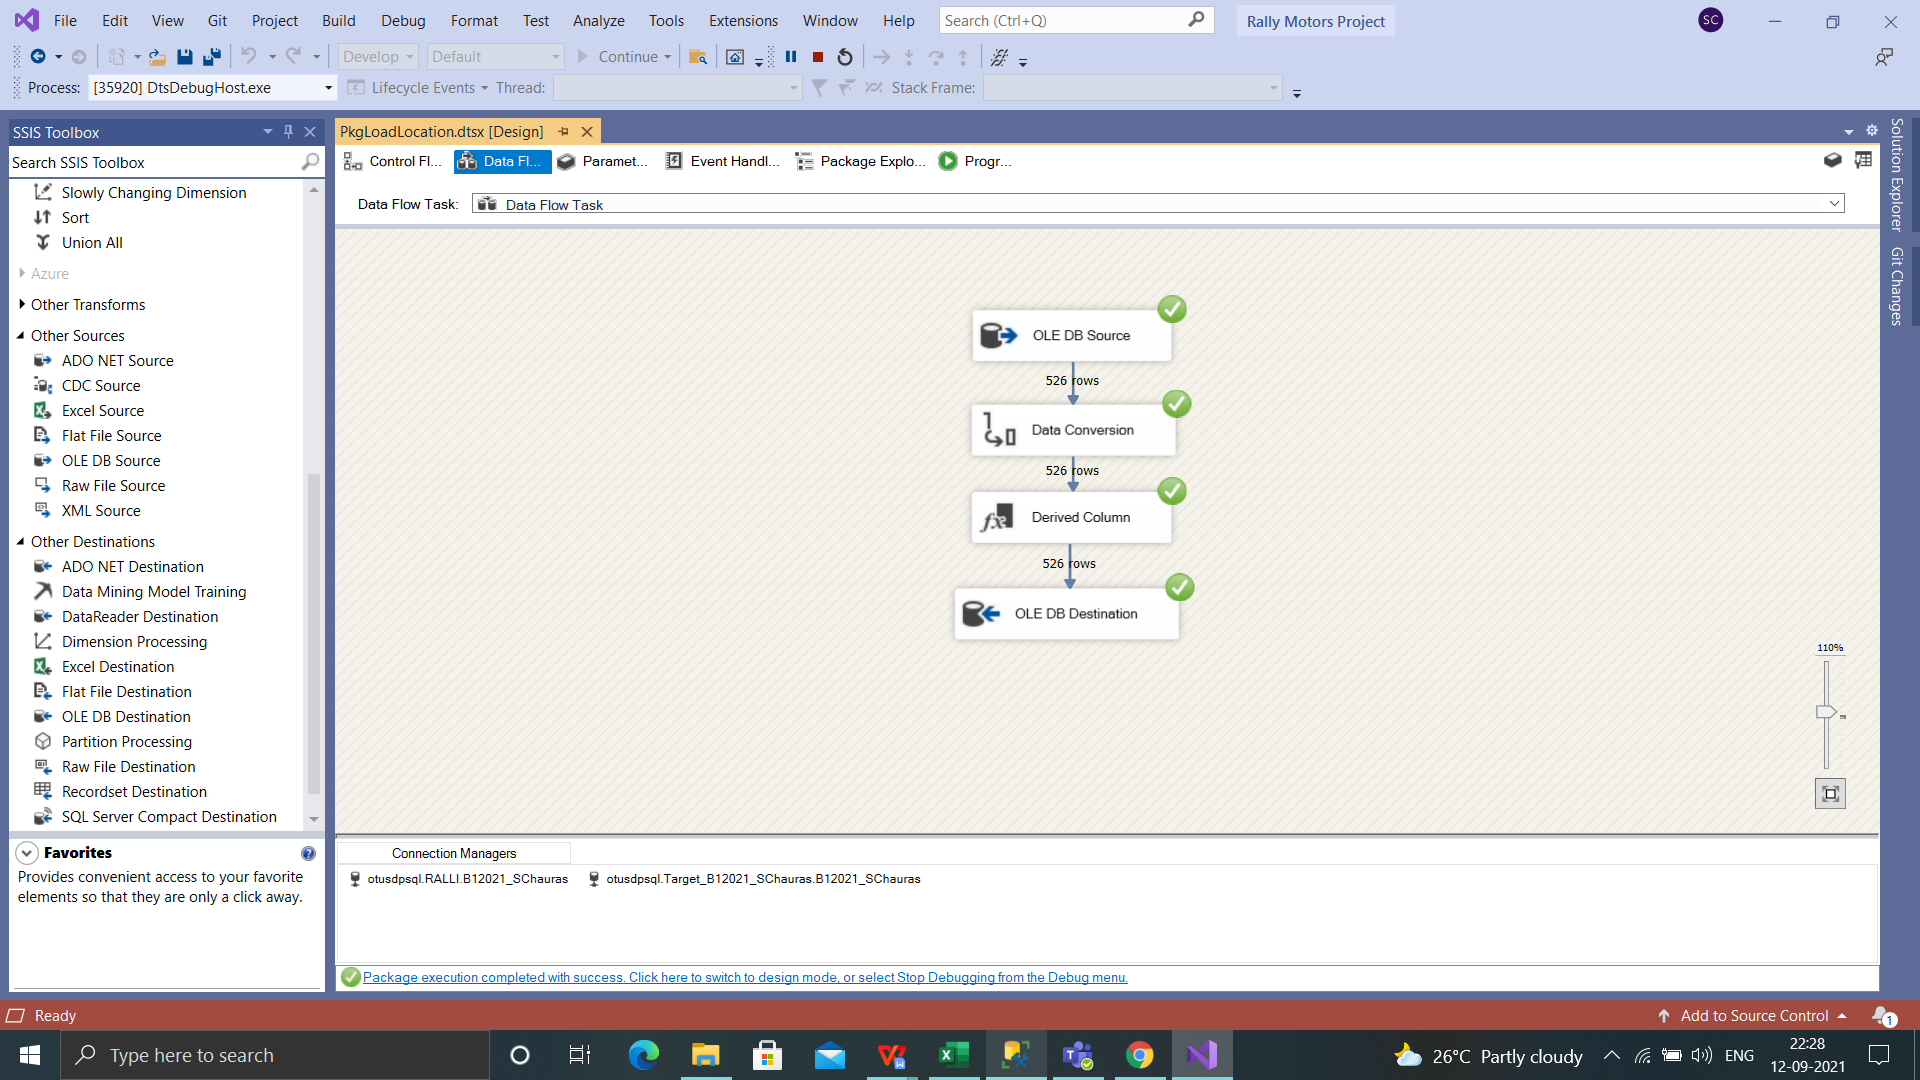 File Edit View Git Project Build Debug Format Test Analyze Tools Extensions Window Help Search (Ctrl+Q) Rally Motors Project SC
Develop Default Continue
Process: [35920] DtsDebugHost.exe Lifecycle Events Thread: Stack Frame:
SSIS Toolbox
Search SSIS Toolbox
Slowly Changing Dimension
Sort
Union All
Azure
Other Transforms
Other Sources
ADO NET Source
CDC Source
Excel Source
Flat File Source
OLE DB Source
Raw File Source
XML Source
Other Destinations
ADO NET Destination
Data Mining Model Training
DataReader Destination
Dimension Processing
Excel Destination
Flat File Destination
OLE DB Destination
Partition Processing
Raw File Destination
Recordset Destination
SQL Server Compact Destination
Favorites
Provides convenient access to your favorite
elements so that they are only a click away.
PkgLoadLocation.dtsx [Design]
Control Fl... Data Fl... Paramet... Event Handl... Package Explo... Progr...
Data Flow Task: Data Flow Task
OLE DB Source
526 rows
Data Conversion
526 rows
Derived Column
526 rows
OLE DB Destination
110%
Connection Managers
otusdpsql.RALLI.B12021_SChauras otusdpsql.Target_B12021_SChauras.B12021_SChauras
Package execution completed with success. Click here to switch to design mode, or select Stop Debugging from the Debug menu.
Solution Explorer
Git Changes
Ready Add to Source Control 1
Type here to search 26°C Partly cloudy ENG 22:28
12-09-2021